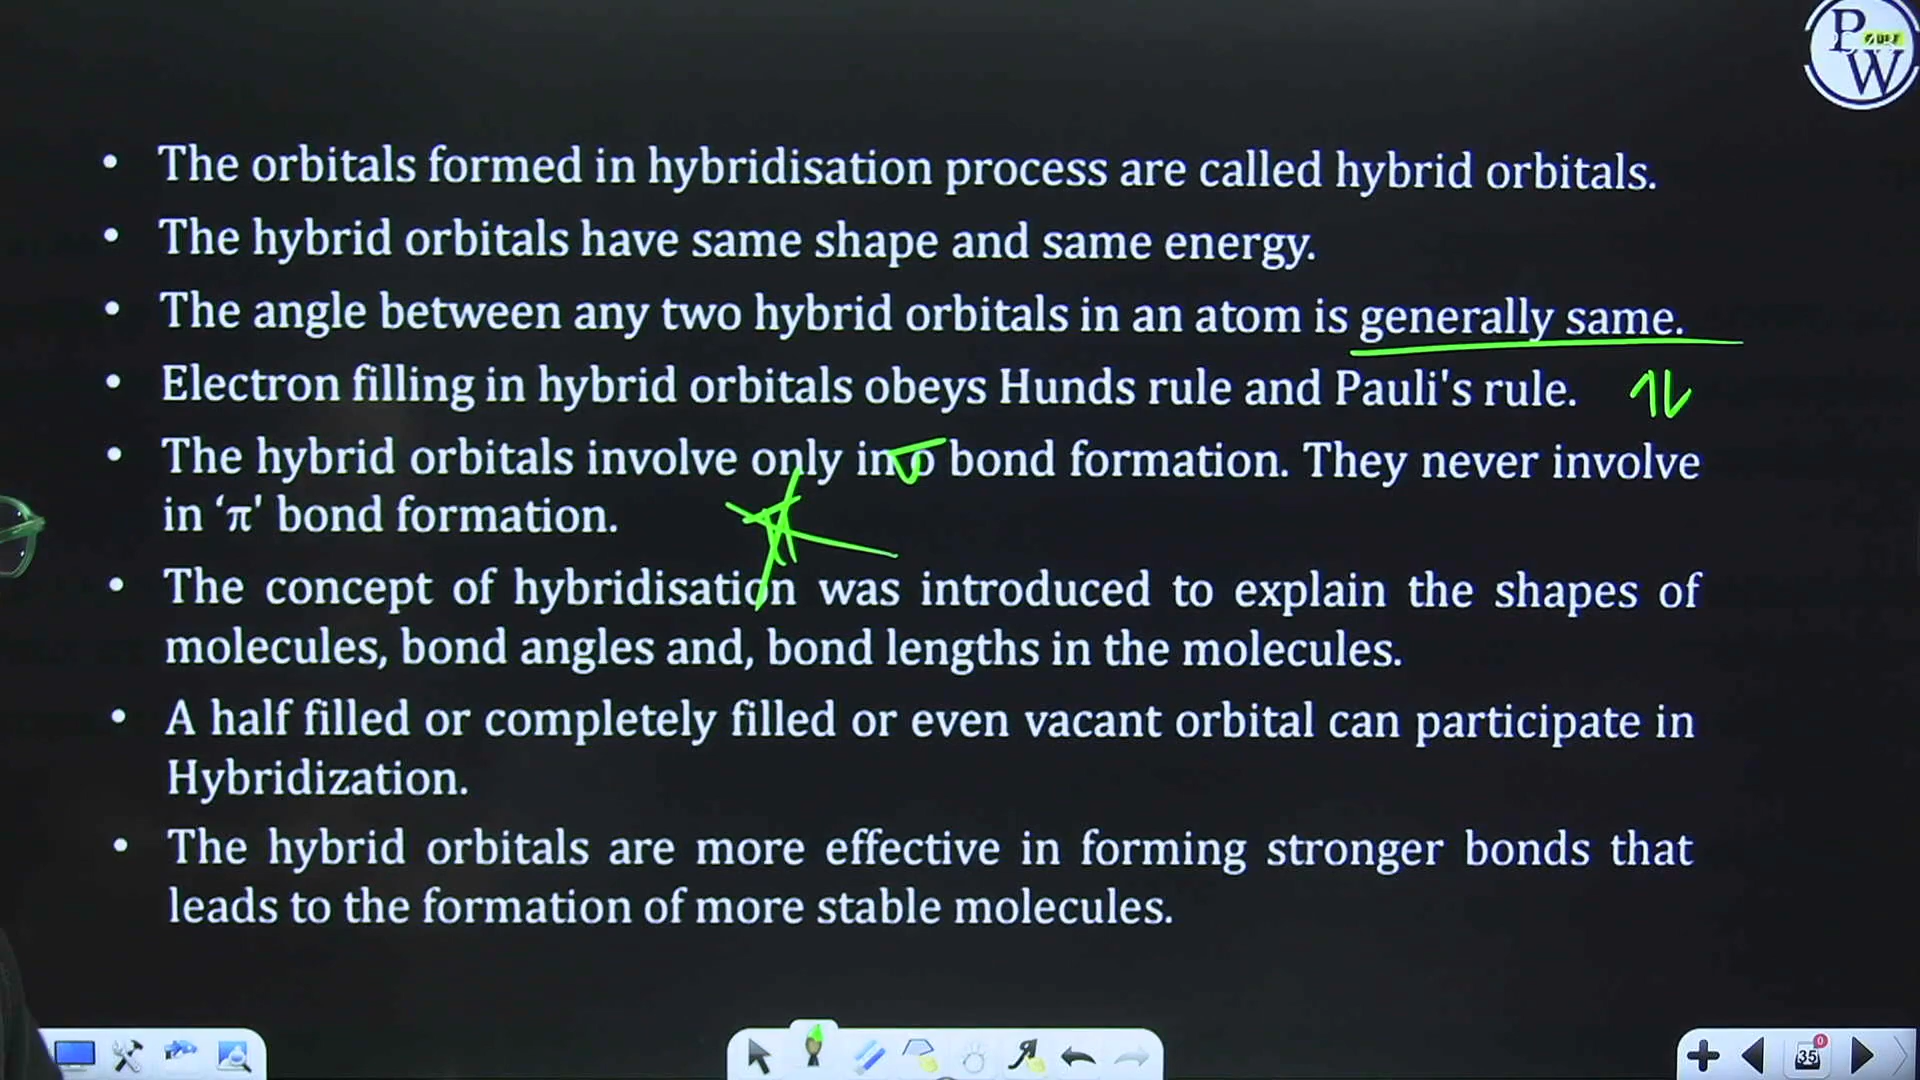 PW
• The orbitals formed in hybridisation process are called hybrid orbitals.
• The hybrid orbitals have same shape and same energy.
• The angle between any two hybrid orbitals in an atom is generally same.
• Electron filling in hybrid orbitals obeys Hunds rule and Pauli's rule. ↿⇂
• The hybrid orbitals involve only in σ bond formation. They never involve
in ‘π' bond formation.
• The concept of hybridisation was introduced to explain the shapes of
molecules, bond angles and, bond lengths in the molecules.
• A half filled or completely filled or even vacant orbital can participate in
Hybridization.
• The hybrid orbitals are more effective in forming stronger bonds that
leads to the formation of more stable molecules.
35
0